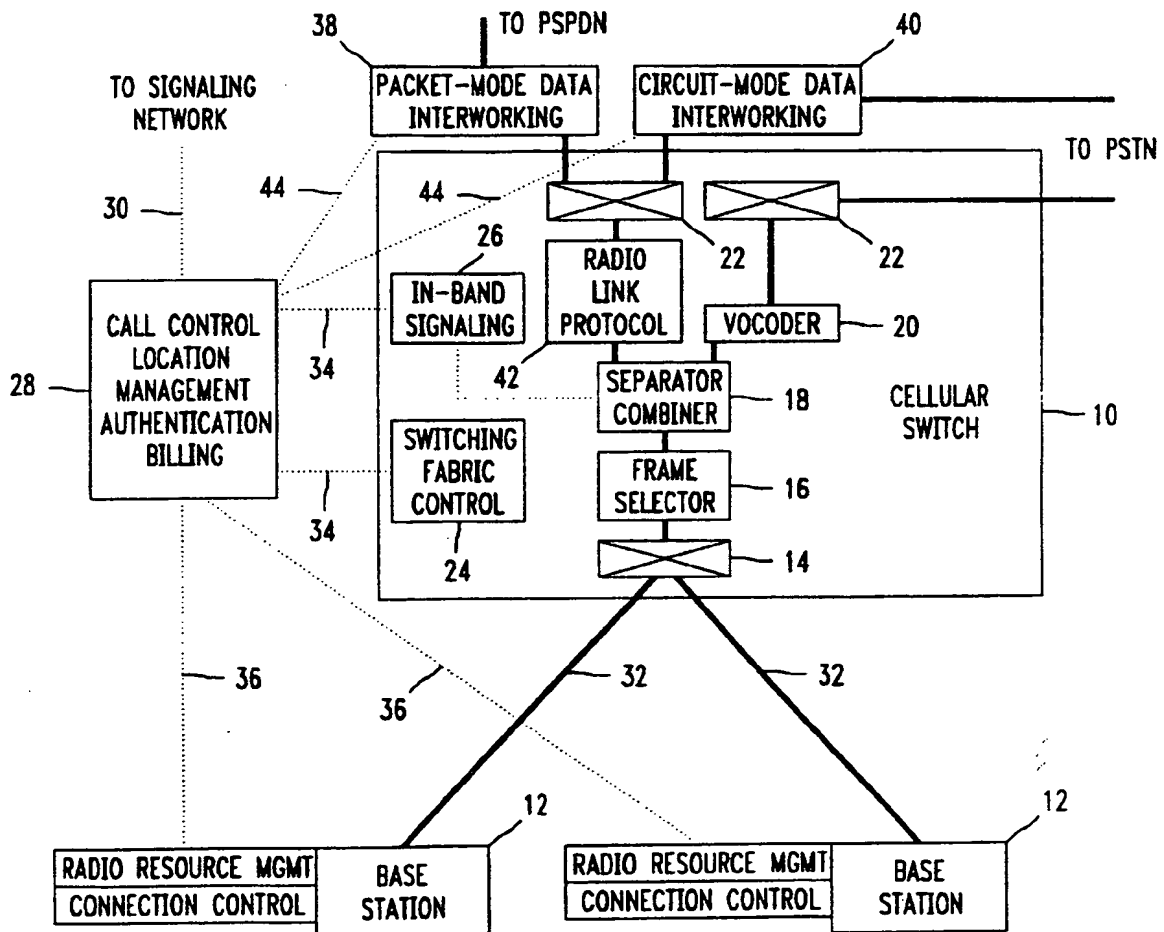 TO PSPDN
38
40
PACKET-MODE DATA
INTERWORKING
CIRCUIT-MODE DATA
INTERWORKING
TO SIGNALING
NETWORK
TO PSTN
44
44
30
26
22
22
IN-BAND
SIGNALING
RADIO
LINK
PROTOCOL
VOCODER
20
34
42
28
CALL CONTROL
LOCATION
MANAGEMENT
AUTHENTICATION
BILLING
SEPARATOR
COMBINER
18
CELLULAR
SWITCH
10
SWITCHING
FABRIC
CONTROL
FRAME
SELECTOR
16
34
24
14
36
36
32
32
12
12
RADIO RESOURCE MGMT
CONNECTION CONTROL
BASE
STATION
RADIO RESOURCE MGMT
CONNECTION CONTROL
BASE
STATION